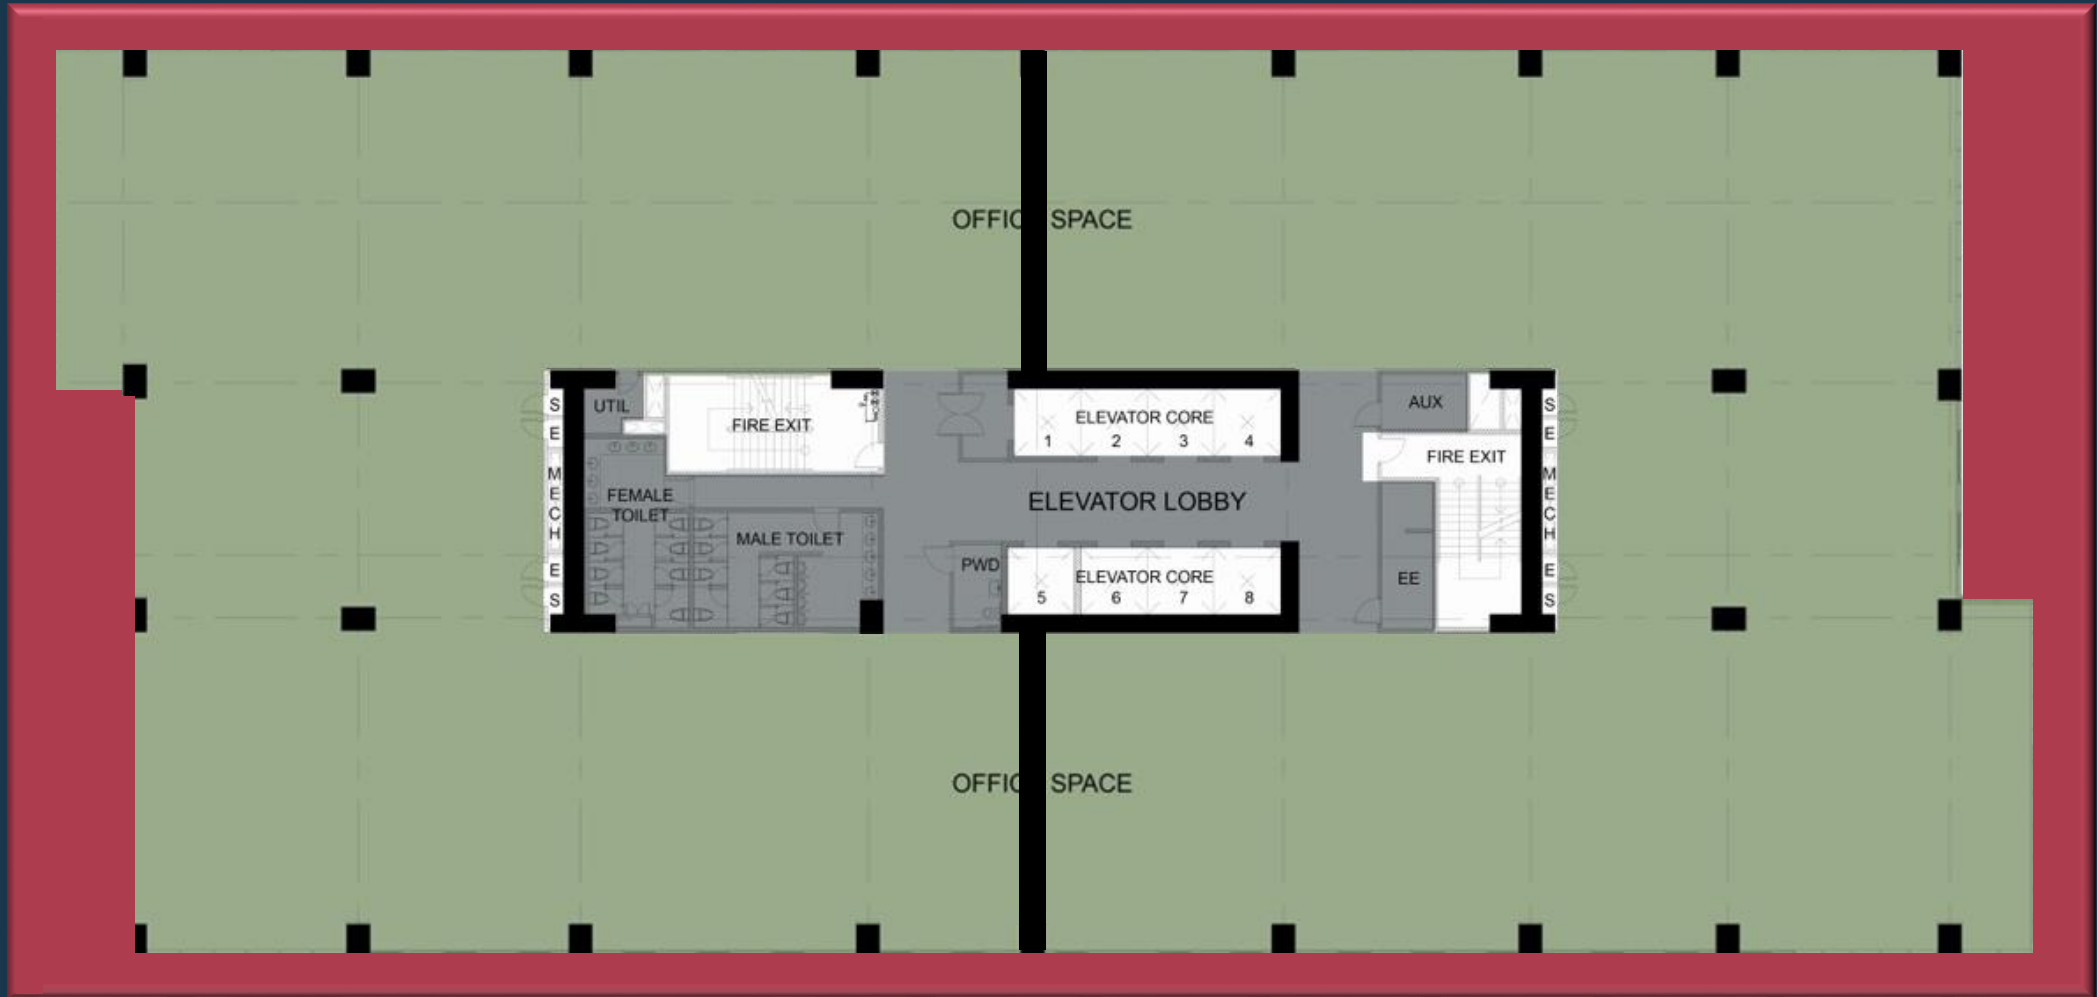 OFFIC SPACE
S
E
M
E
C
H
E
S
UTIL
FIRE EXIT
FEMALE
TOILET
MALE TOILET
ELEVATOR CORE
1 2 3 4
ELEVATOR LOBBY
PWD
ELEVATOR CORE
5 6 7 8
AUX
FIRE EXIT
EE
S
E
M
E
C
H
E
S
OFFIC SPACE